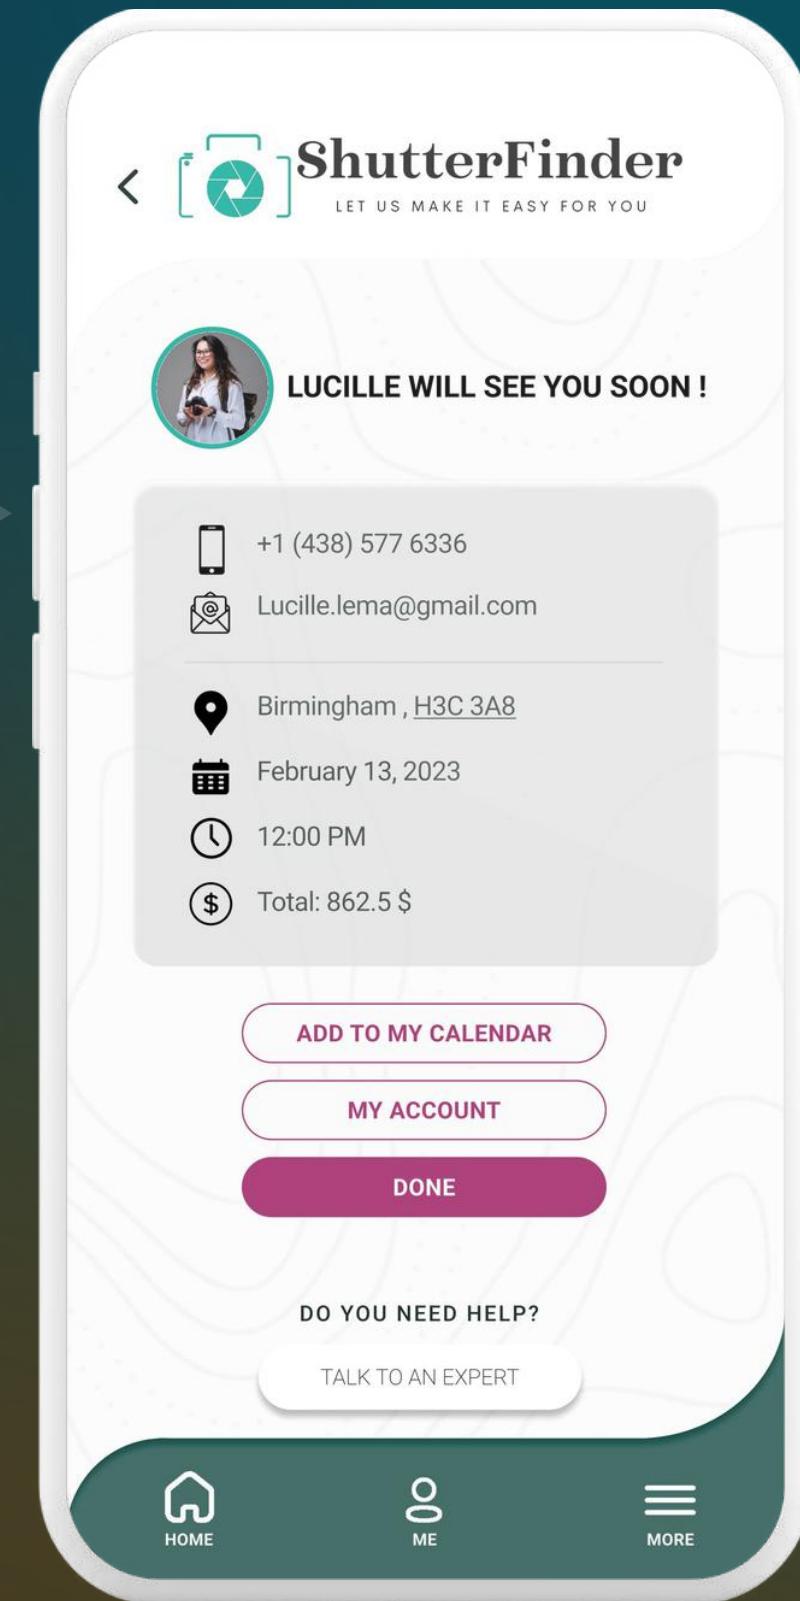 ShutterFinder
LET US MAKE IT EASY FOR YOU
LUCILLE WILL SEE YOU SOON !
+1 (438) 577 6336
Lucille.lema@gmail.com
Birmingham , H3C 3A8
February 13, 2023
12:00 PM
Total: 862.5 $
ADD TO MY CALENDAR
MY ACCOUNT
DONE
DO YOU NEED HELP?
TALK TO AN EXPERT
HOME ME MORE